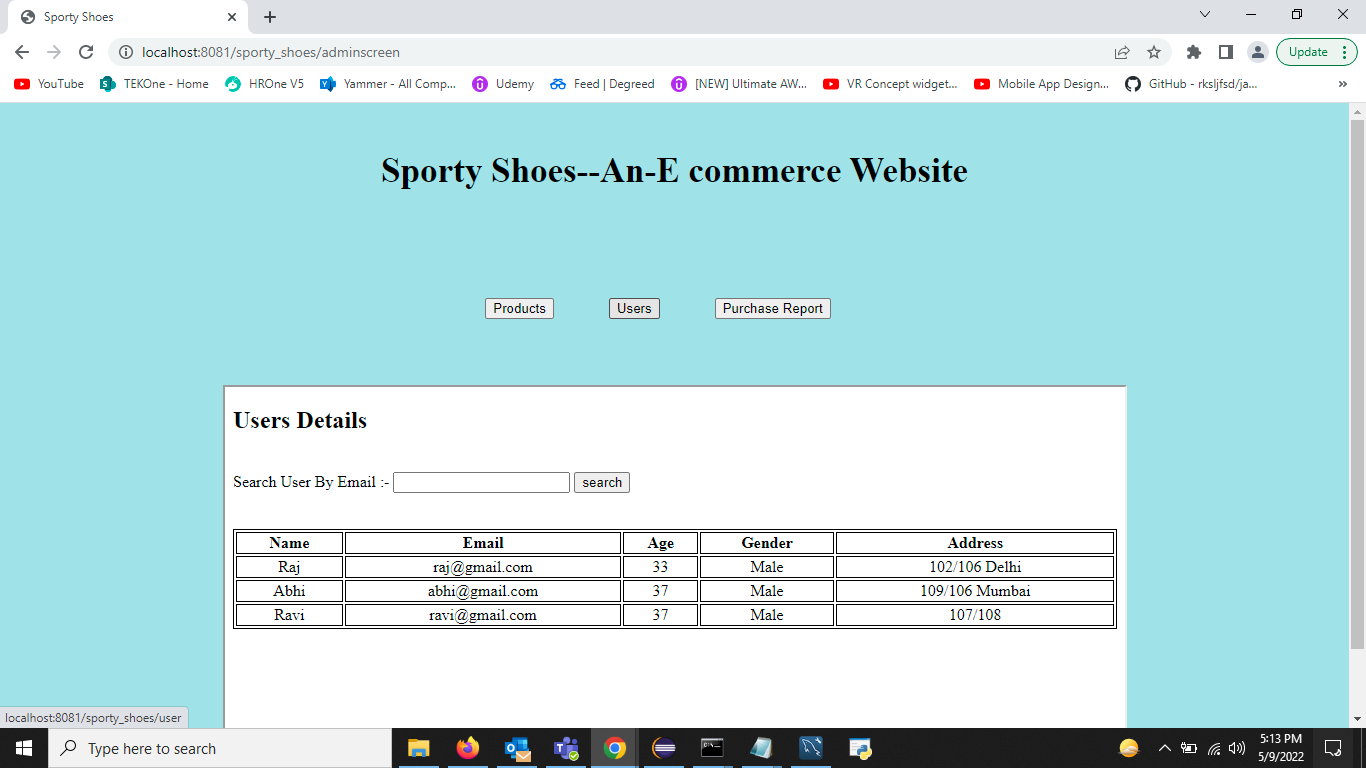 Sporty Shoes
localhost:8081/sporty_shoes/adminscreen
Update
YouTube TEKOne - Home HROne V5 Yammer - All Comp... Udemy Feed | Degreed [NEW] Ultimate AW... VR Concept widget... Mobile App Design... GitHub - rksljfsd/ja... »
Sporty Shoes--An-E commerce Website
Products Users Purchase Report
Users Details
Search User By Email :- search
Name Email Age Gender Address
Raj raj@gmail.com 33 Male 102/106 Delhi
Abhi abhi@gmail.com 37 Male 109/106 Mumbai
Ravi ravi@gmail.com 37 Male 107/108
localhost:8081/sporty_shoes/user
Type here to search
5:13 PM
5/9/2022